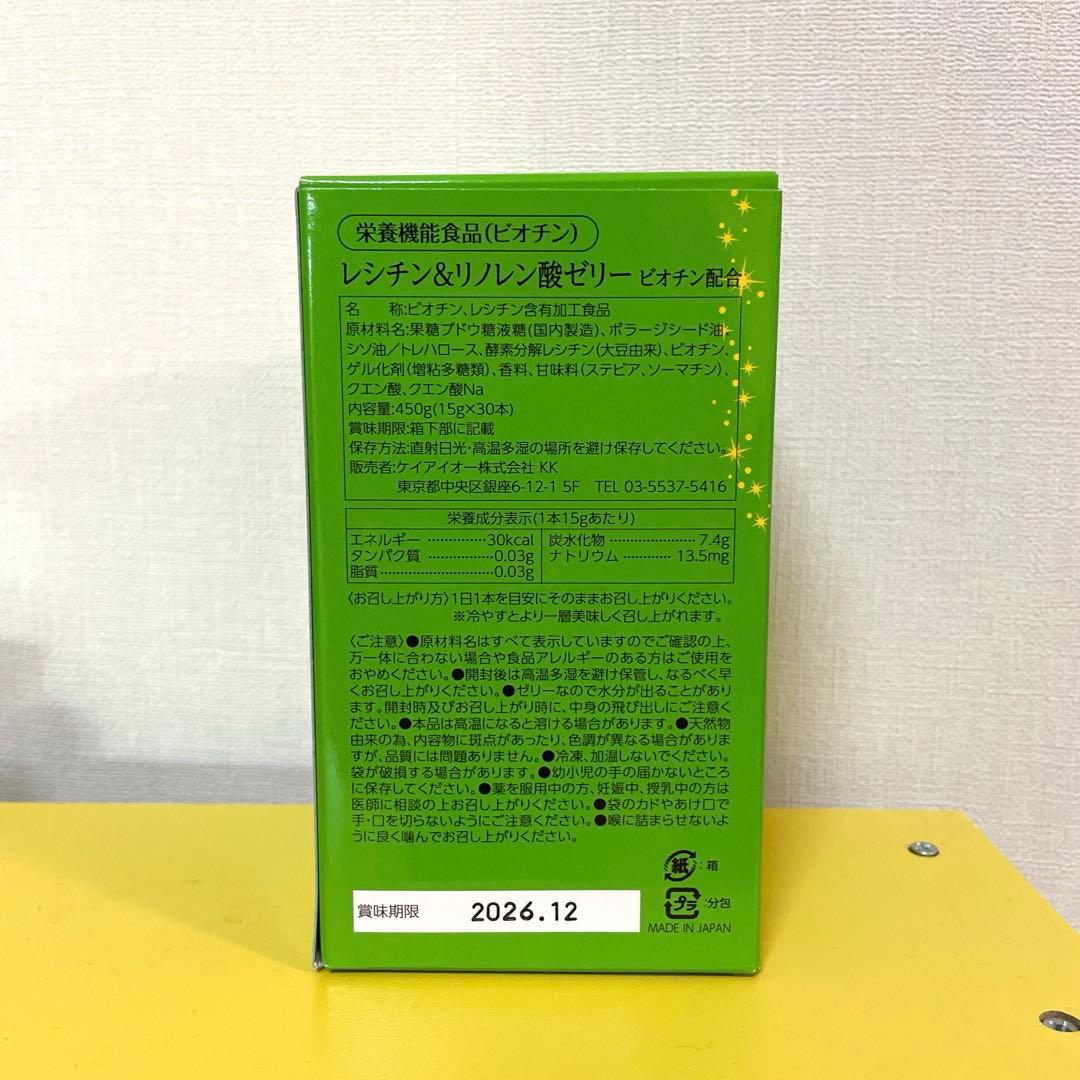 栄養機能食品(ビオチン)
レシチン&リノレン酸ゼリー ビオチン配合
名　　称:ビオチン、レシチン含有加工食品
原材料名:果糖ブドウ糖液糖(国内製造)、ボラージシード油、
シソ油/トレハロース、酵素分解レシチン(大豆由来)、ビオチン、
ゲル化剤(増粘多糖類)、香料、甘味料(ステビア、ソーマチン)、
クエン酸、クエン酸Na
内容量:450g(15g×30本)
賞味期限:箱下部に記載
保存方法:直射日光・高温多湿の場所を避け保存してください。
販売者:ケイアイオー株式会社 KK
東京都中央区銀座6-12-1 5F　TEL 03-5537-5416
栄養成分表示(1本15gあたり)
エネルギー ……………30kcal 炭水化物 …………………7.4g
タンパク質 ……………0.03g ナトリウム …………13.5mg
脂質………………………0.03g
〈お召し上がり方〉1日1本を目安にそのままお召し上がりください。
※冷やすとより一層美味しく召し上がれます。
〈ご注意〉●原材料名はすべて表示していますのでご確認の上、
万一体に合わない場合や食品アレルギーのある方はご使用を
おやめください。●開封後は高温多湿を避け保管し、なるべく早
くお召し上がりください。●ゼリーなので水分が出ることがあり
ます。開封時及びお召し上がり時に、中身の飛び出しにご注意く
ださい。●本品は高温になると溶ける場合があります。●天然物
由来の為、内容物に斑点があったり、色調が異なる場合がありま
すが、品質には問題ありません。●冷凍、加温しないでください。
袋が破損する場合があります。●幼小児の手の届かないところ
に保存してください。●薬を服用中の方、妊娠中、授乳中の方は
医師に相談の上お召し上がりください。●袋のカドやあけ口で
手・口を切らないようにご注意ください。●喉に詰まらせないよ
うに良く噛んでお召し上がりください。
紙:箱
プラ:分包
賞味期限 2026.12
MADE IN JAPAN